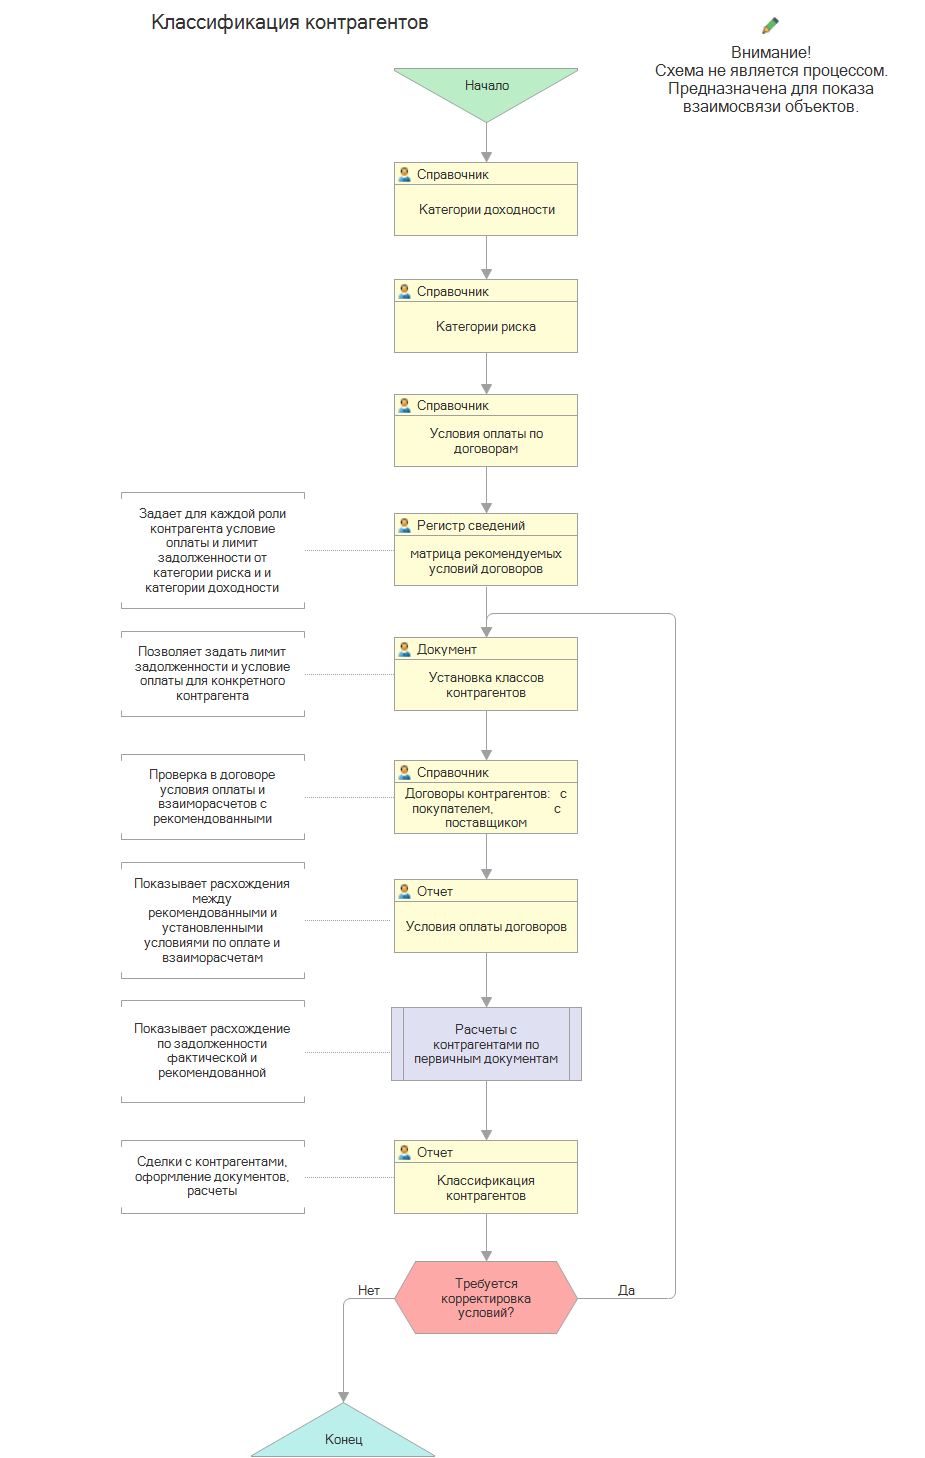 Классификация контрагентов
Внимание!
Схема не является процессом.
Предназначена для показа
взаимосвязи объектов.
Начало
Справочник
Категории доходности
Справочник
Категории риска
Справочник
Условия оплаты по
договорам
Задает для каждой роли
контрагента условие
оплаты и лимит
задолженности от
категории риска и и
категории доходности
Регистр сведений
матрица рекомендуемых
условий договоров
Позволяет задать лимит
задолженности и условие
оплаты для конкретного
контрагента
Документ
Установка классов
контрагентов
Проверка в договоре
условия оплаты и
взаиморасчетов с
рекомендованными
Справочник
Договоры контрагентов: с
покупателем, с
поставщиком
Показывает расхождения
между
рекомендованными и
установленными
условиями по оплате и
взаиморасчетам
Отчет
Условия оплаты договоров
Показывает расхождение
по задолженности
фактической и
рекомендованной
Расчеты с
контрагентами по
первичным документам
Сделки с контрагентами,
оформление документов,
расчеты
Отчет
Классификация
контрагентов
Требуется
корректировка
условий?
Нет
Да
Конец